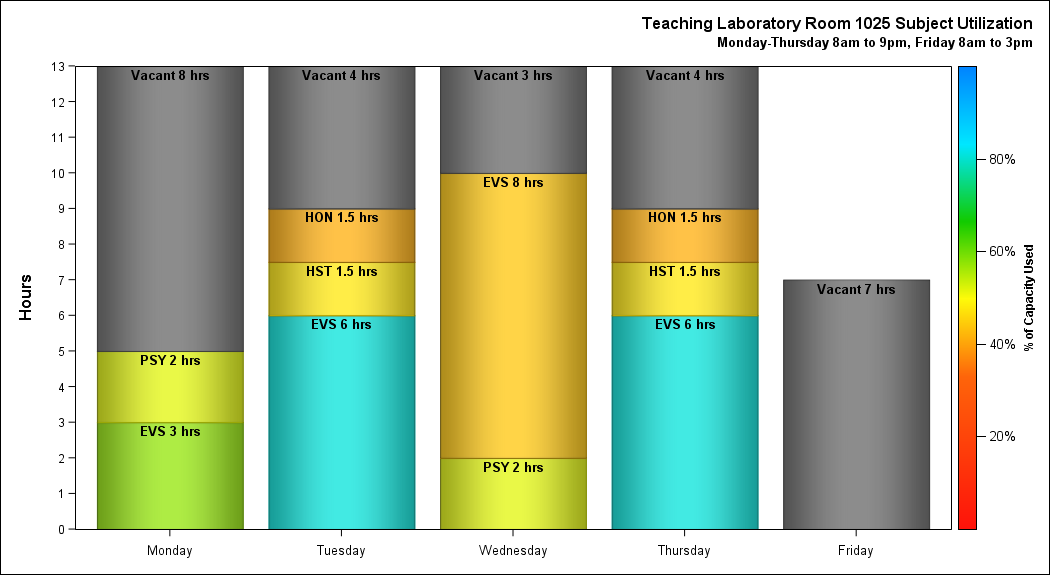 Teaching Laboratory Room 1025 Subject Utilization
Monday-Thursday 8am to 9pm, Friday 8am to 3pm
Hours
13
12
11
10
9
8
7
6
5
4
3
2
1
0
Vacant 8 hrs
PSY 2 hrs
EVS 3 hrs
Vacant 4 hrs
HON 1.5 hrs
HST 1.5 hrs
EVS 6 hrs
Vacant 3 hrs
EVS 8 hrs
PSY 2 hrs
Vacant 4 hrs
HON 1.5 hrs
HST 1.5 hrs
EVS 6 hrs
Vacant 7 hrs
Monday
Tuesday
Wednesday
Thursday
Friday
80%
60%
40%
20%
% of Capacity Used